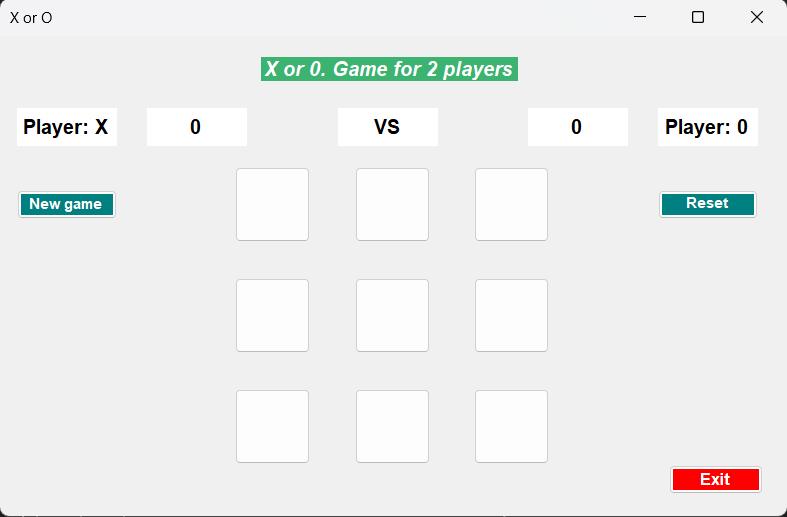 X or O
X or 0. Game for 2 players
Player: X 0 VS 0 Player: 0
New game Reset
Exit